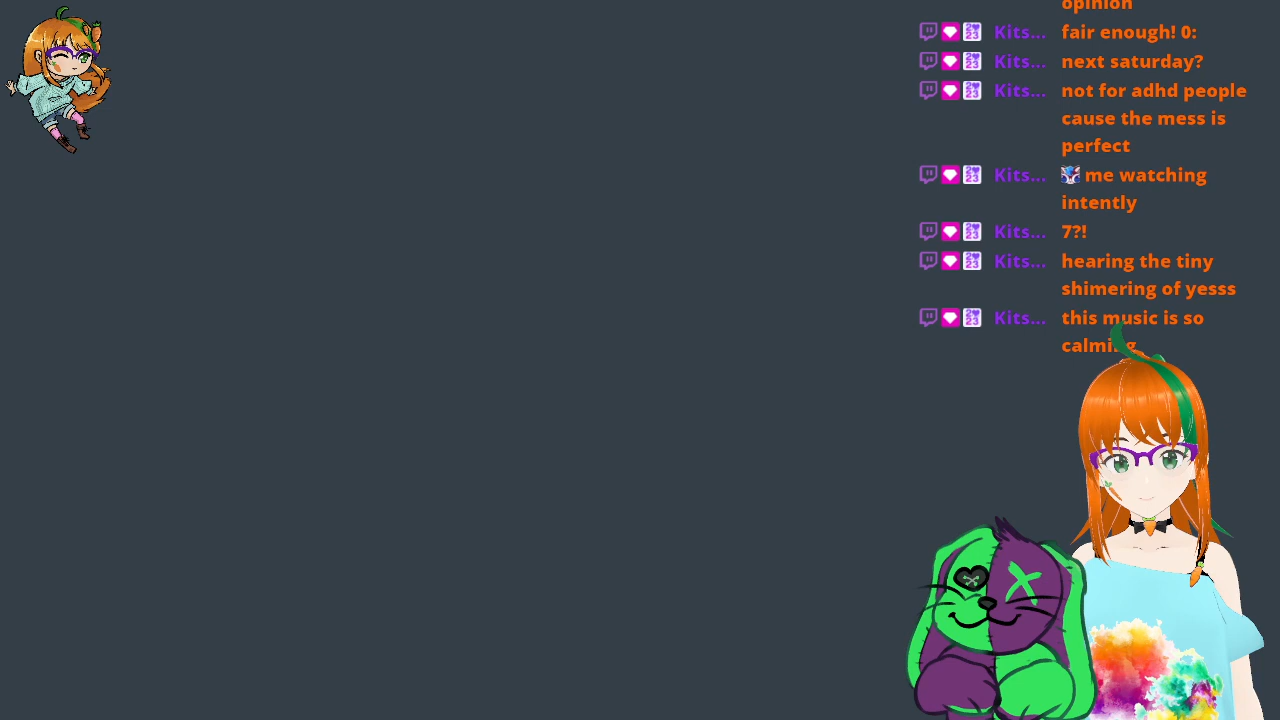 opinion
Kits... fair enough! 0:
Kits... next saturday?
Kits... not for adhd people
cause the mess is
perfect
Kits... me watching
intently
Kits... 7?!
Kits... hearing the tiny
shimering of yesss
Kits... this music is so
calming